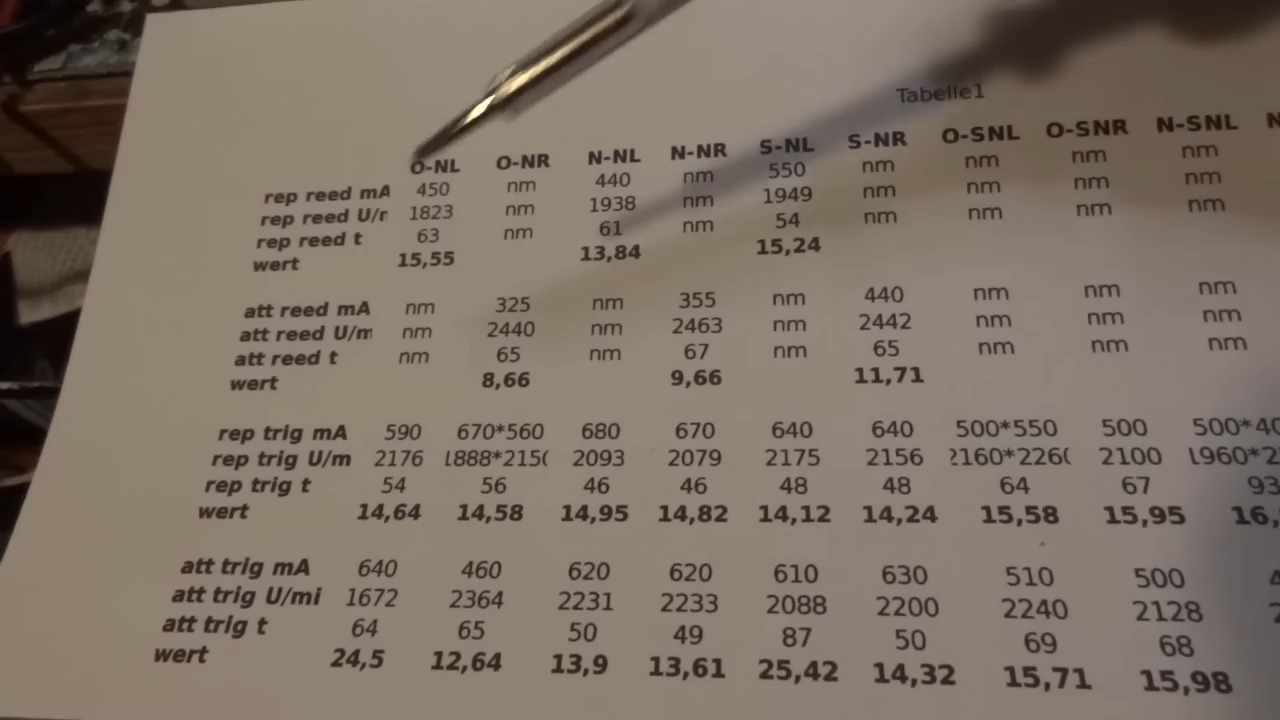 Tabelle1
O-NL O-NR N-NL N-NR S-NL S-NR O-SNL O-SNR N-SNL N
rep reed mA 450 nm 440 nm 550 nm nm nm nm
rep reed U/r 1823 nm 1938 nm 1949 nm nm nm nm
rep reed t 63 nm 61 nm 54 nm nm nm nm
wert 15,55 13,84 15,24
att reed mA nm 325 nm 355 nm 440 nm nm nm
att reed U/m nm 2440 nm 2463 nm 2442 nm nm nm
att reed t nm 65 nm 67 nm 65 nm nm nm
wert 8,66 9,66 11,71
rep trig mA 590 670*560 680 670 640 640 500*550 500 500*40
rep trig U/m 2176 1888*215( 2093 2079 2175 2156 2160*226( 2100 1960*2
rep trig t 54 56 46 46 48 48 64 67 93
wert 14,64 14,58 14,95 14,82 14,12 14,24 15,58 15,95 16,
att trig mA 640 460 620 620 610 630 510 500
att trig U/mi 1672 2364 2231 2233 2088 2200 2240 2128
att trig t 64 65 50 49 87 50 69 68
wert 24,5 12,64 13,9 13,61 25,42 14,32 15,71 15,98